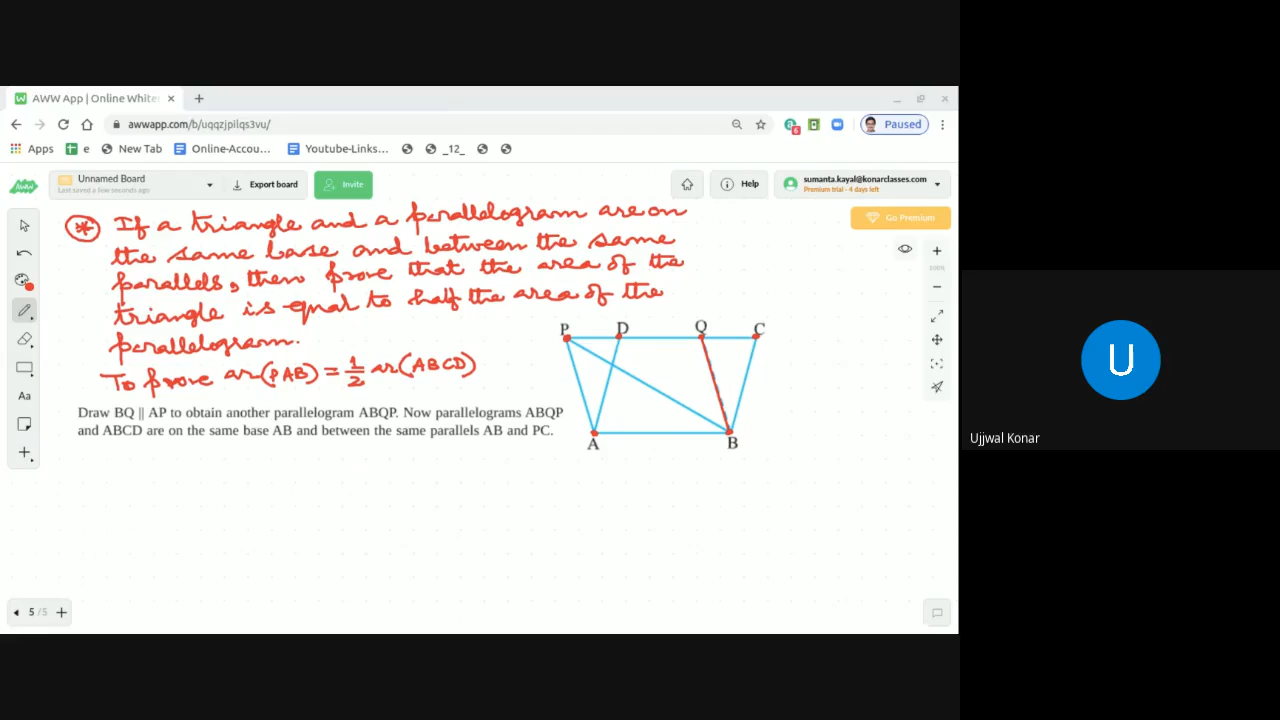 AWW App | Online White
awwapp.com/b/uqqzjpilqs3vu/
Paused
Apps
e
New Tab
Online-Accou...
Youtube-Links...
_12_
Unnamed Board
Last saved a few seconds ago
Export board
Invite
Help
sumanta.kayal@konarclasses.com
Premium trial - 4 days left
Go Premium
100%
Aa
* If a triangle and a parallelogram are on
the same base and between the same
parallels, then prove that the area of the
triangle is equal to half the area of the
parallelogram.
To prove ar(PAB) = 1/2 ar(ABCD)
Draw BQ || AP to obtain another parallelogram ABQP. Now parallelograms ABQP
and ABCD are on the same base AB and between the same parallels AB and PC.
P D Q C
A B
5 / 5
U
Ujjwal Konar